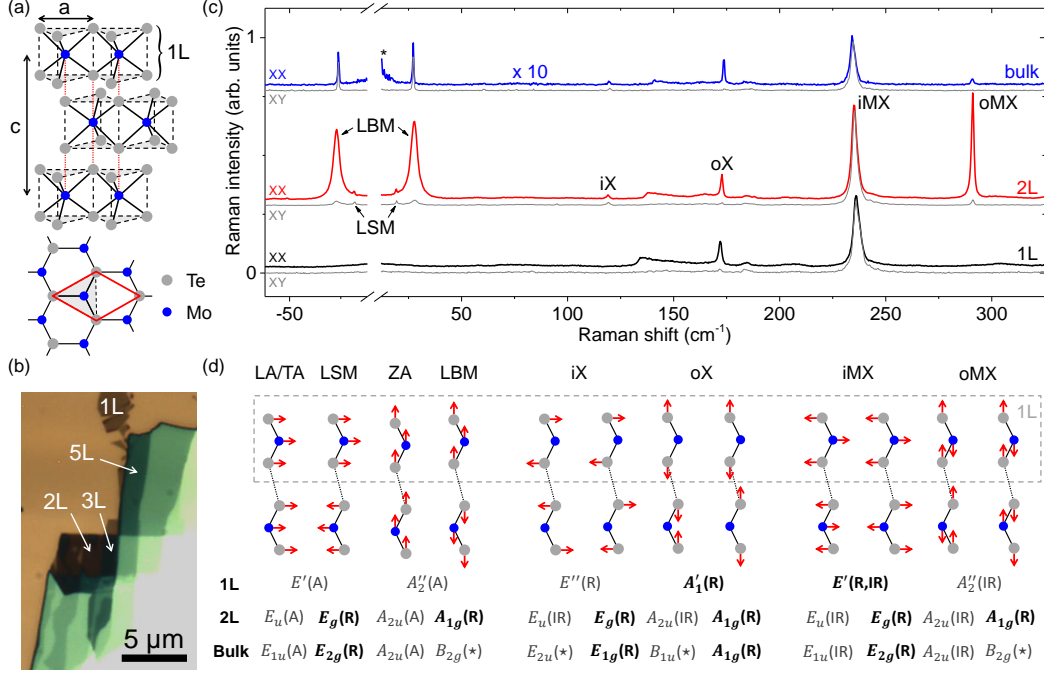 (a)
a
1L
c
Te
Mo
(b)
1L
5L
2L
3L
5 µm
(c)
Raman intensity (arb. units)
1
0
XX
XY
*
x 10
bulk
LBM
LSM
iX
oX
iMX
oMX
XX
XY
2L
XX
XY
1L
-50 50 100 150 200 250 300
Raman shift (cm-1)
(d)
LA/TA LSM ZA LBM iX oX iMX oMX
1L
1L E′(A) A″2(A) E″(R) A′1(R) E′(R,IR) A″2(IR)
2L Eu(A) Eg(R) A2u(A) A1g(R) Eu(IR) Eg(R) A2u(IR) A1g(R) Eu(IR) Eg(R) A2u(IR) A1g(R)
Bulk E1u(A) E2g(R) A2u(A) B2g(⋆) E2u(⋆) E1g(R) B1u(⋆) A1g(R) E1u(IR) E2g(R) A2u(IR) B2g(⋆)